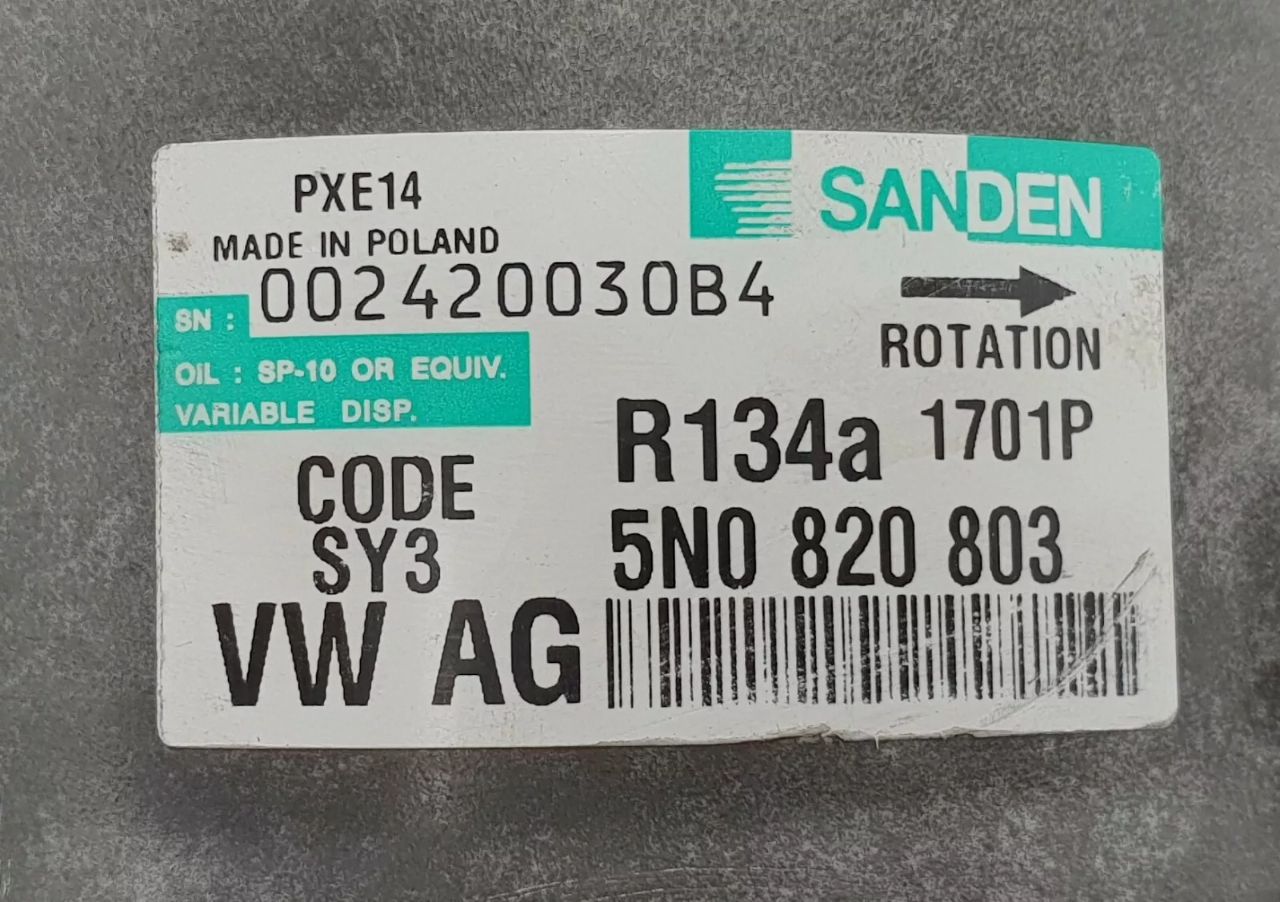 PXE14
SANDEN
MADE IN POLAND
SN : 002420030B4
ROTATION
OIL : SP-10 OR EQUIV.
VARIABLE DISP.
R134a 1701P
CODE
SY3
5N0 820 803
VW AG